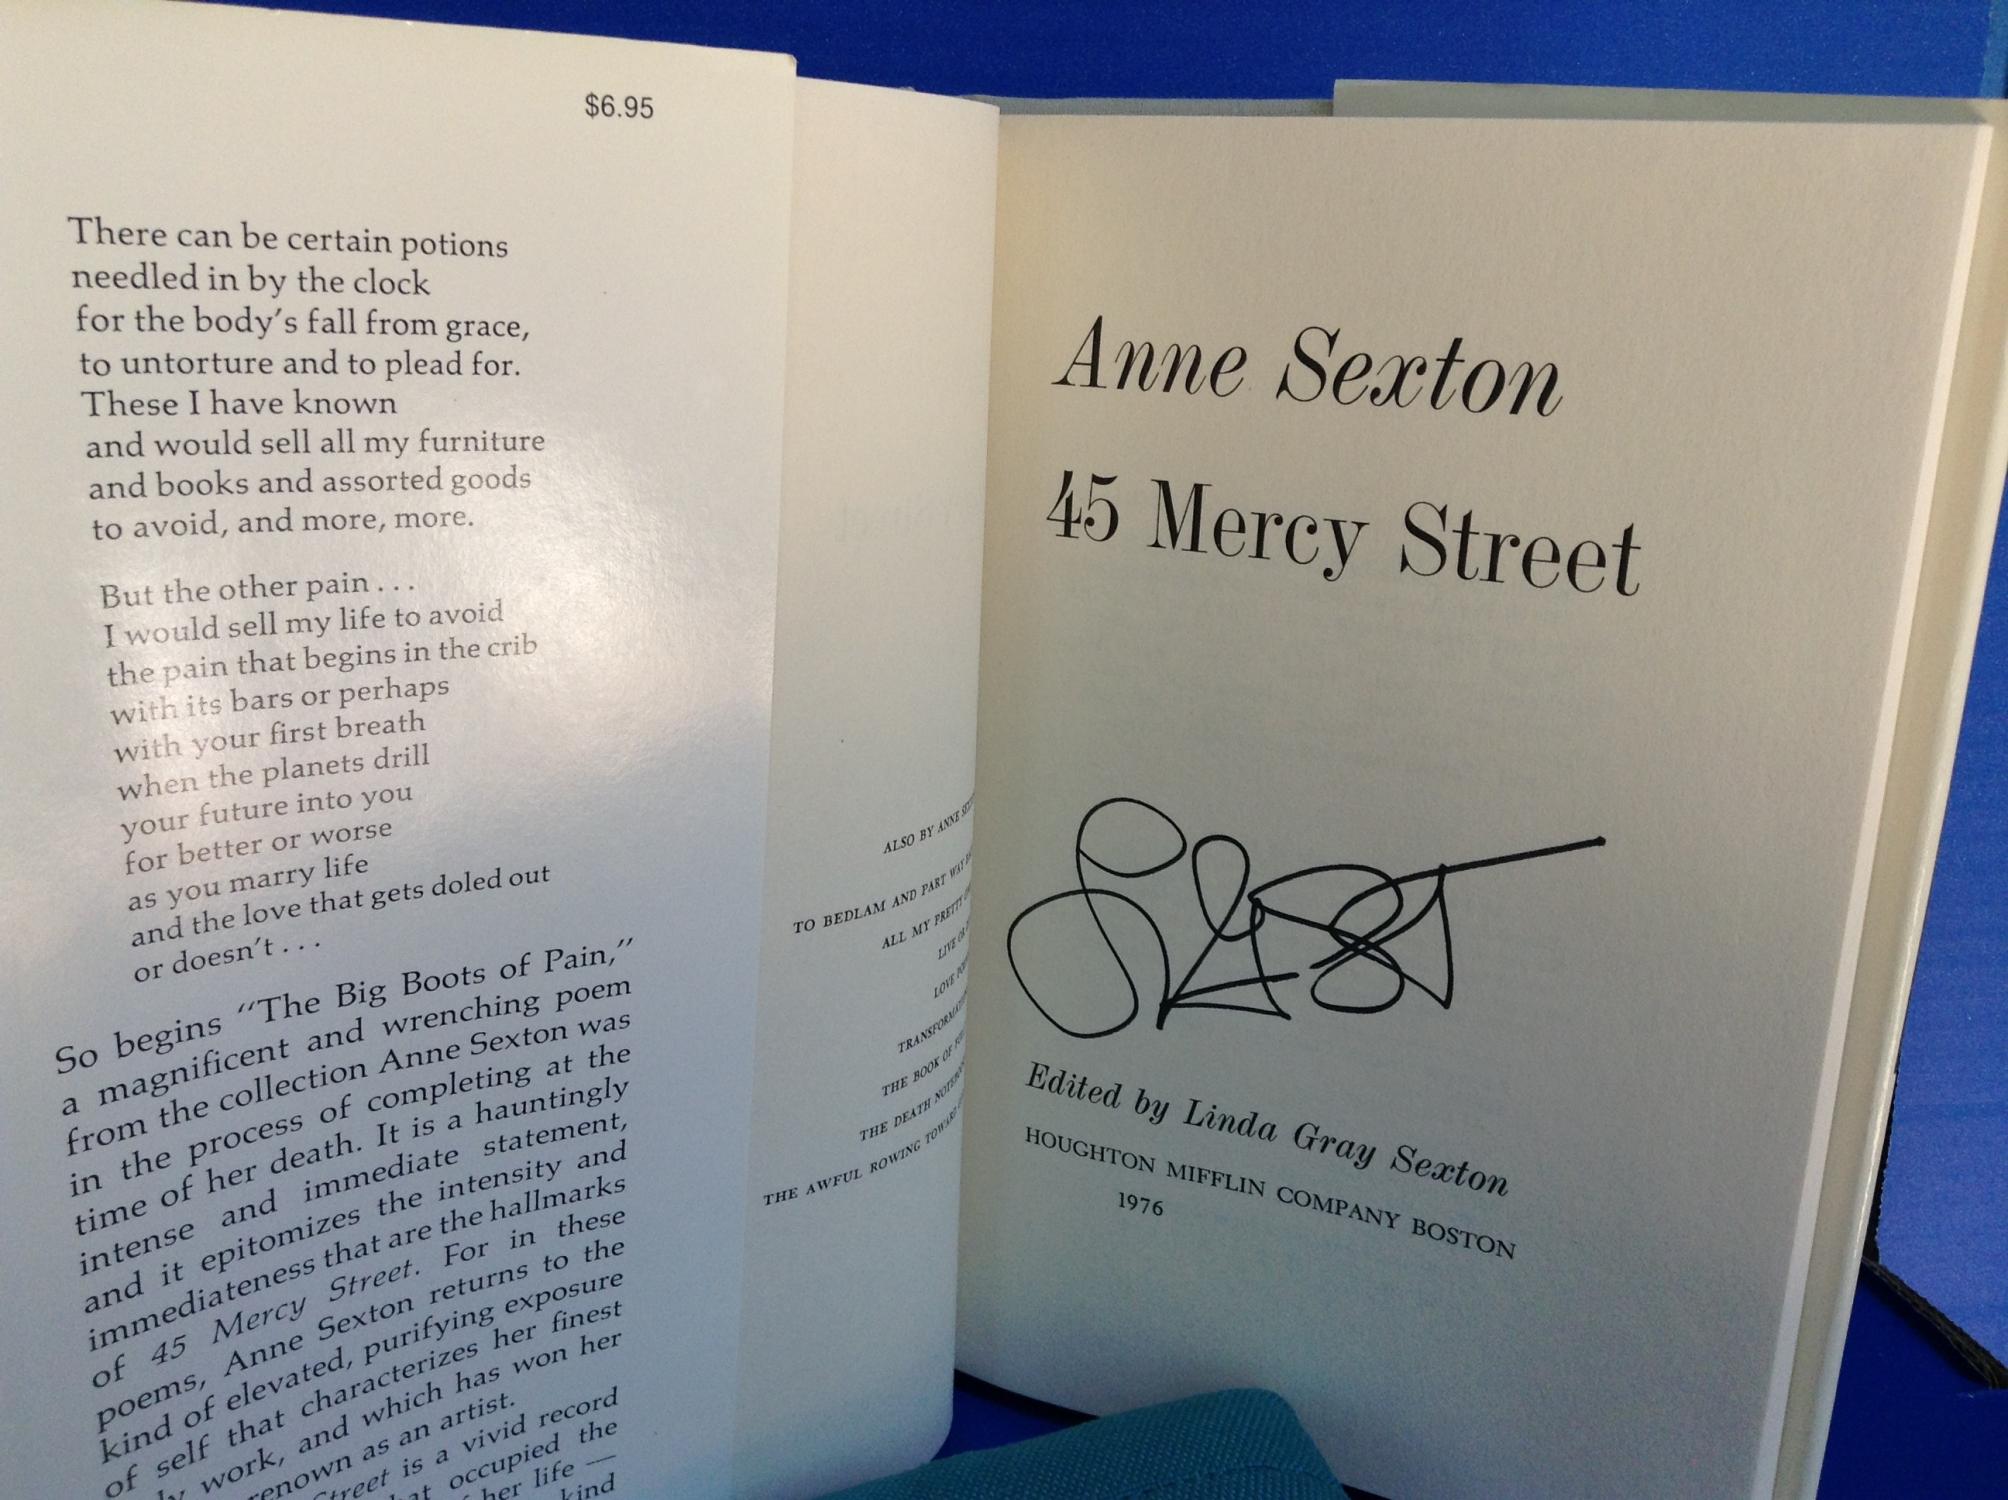 $6.95
There can be certain potions
needled in by the clock
for the body's fall from grace,
to untorture and to plead for.
These I have known
and would sell all my furniture
and books and assorted goods
to avoid, and more, more.
But the other pain . . .
I would sell my life to avoid
the pain that begins in the crib
with its bars or perhaps
with your first breath
when the planets drill
your future into you
for better or worse
as you marry life
and the love that gets doled out
or doesn't . . .
So begins "The Big Boots of Pain,"
a magnificent and wrenching poem
from the collection Anne Sexton was
in the process of completing at the
time of her death. It is a hauntingly
intense and immediate statement,
and it epitomizes the intensity and
immediateness that are the hallmarks
of 45 Mercy Street. For in these
poems, Anne Sexton returns to the
kind of elevated, purifying exposure
of self that characterizes her finest
work, and which has won her
renown as an artist.
Street is a vivid record
occupied the
her life —
kind
ALSO BY ANNE
TO BEDLAM AND PART WAY
ALL MY PRETTY
LIVE OR
LOVE
THE BOOK OF
THE DEATH
THE AWFUL ROWING
Anne Sexton
45 Mercy Street
Edited by Linda Gray Sexton
HOUGHTON MIFFLIN COMPANY BOSTON
1976